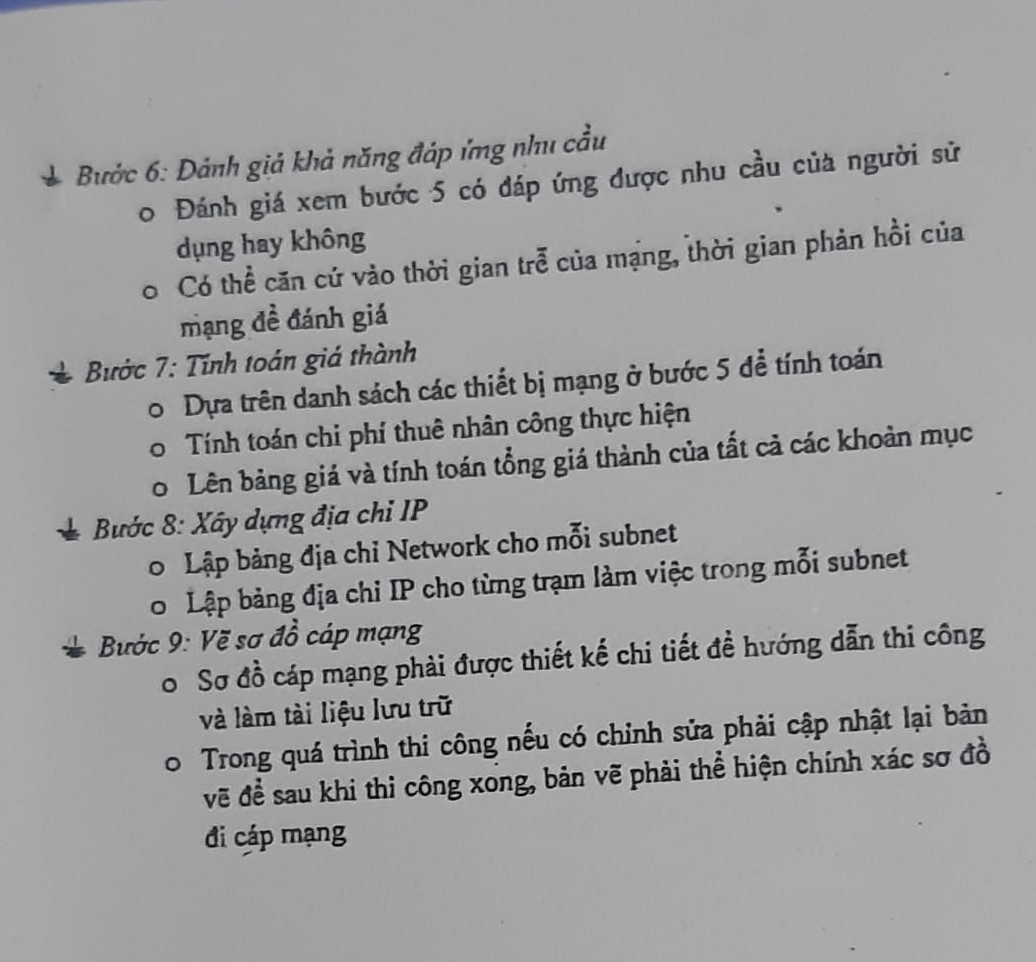 Bước 6: Đánh giá khả năng đáp ứng nhu cầu
o Đánh giá xem bước 5 có đáp ứng được nhu cầu của người sử
dụng hay không
o Có thể căn cứ vào thời gian trễ của mạng, thời gian phản hồi của
mạng để đánh giá
Bước 7: Tính toán giá thành
o Dựa trên danh sách các thiết bị mạng ở bước 5 để tính toán
o Tính toán chi phí thuê nhân công thực hiện
o Lên bảng giá và tính toán tổng giá thành của tất cả các khoản mục
Bước 8: Xây dựng địa chỉ IP
o Lập bảng địa chỉ Network cho mỗi subnet
o Lập bảng địa chỉ IP cho từng trạm làm việc trong mỗi subnet
Bước 9: Vẽ sơ đồ cáp mạng
o Sơ đồ cáp mạng phải được thiết kế chi tiết để hướng dẫn thi công
và làm tài liệu lưu trữ
o Trong quá trình thi công nếu có chỉnh sửa phải cập nhật lại bản
vẽ để sau khi thi công xong, bản vẽ phải thể hiện chính xác sơ đồ
đi cáp mạng